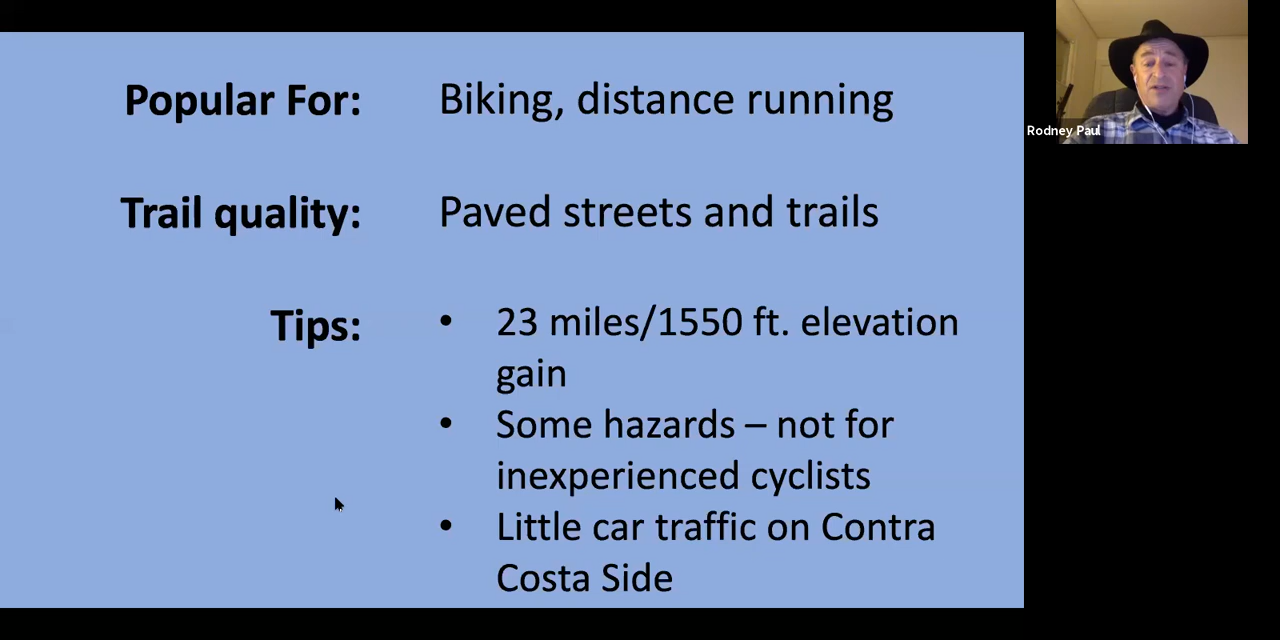 Popular For: Biking, distance running
Rodney Paul
Trail quality: Paved streets and trails
Tips: • 23 miles/1550 ft. elevation
gain
• Some hazards – not for
inexperienced cyclists
• Little car traffic on Contra
Costa Side